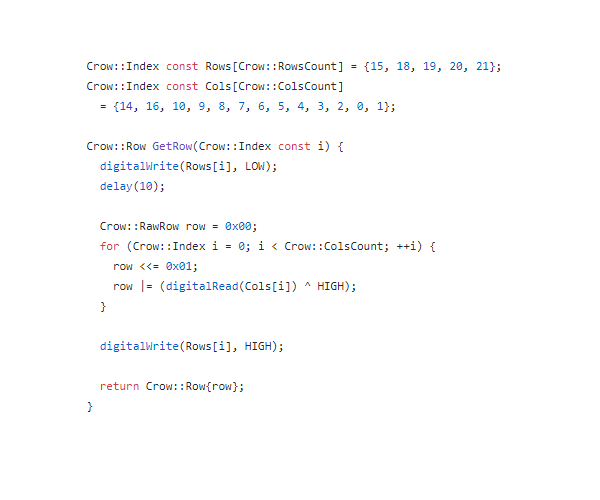 Crow::Index const Rows[Crow::RowsCount] = {15, 18, 19, 20, 21};
Crow::Index const Cols[Crow::ColsCount]
  = {14, 16, 10, 9, 8, 7, 6, 5, 4, 3, 2, 0, 1};

Crow::Row GetRow(Crow::Index const i) {
  digitalWrite(Rows[i], LOW);
  delay(10);

  Crow::RawRow row = 0x00;
  for (Crow::Index i = 0; i < Crow::ColsCount; ++i) {
    row <<= 0x01;
    row |= (digitalRead(Cols[i]) ^ HIGH);
  }

  digitalWrite(Rows[i], HIGH);

  return Crow::Row{row};
}